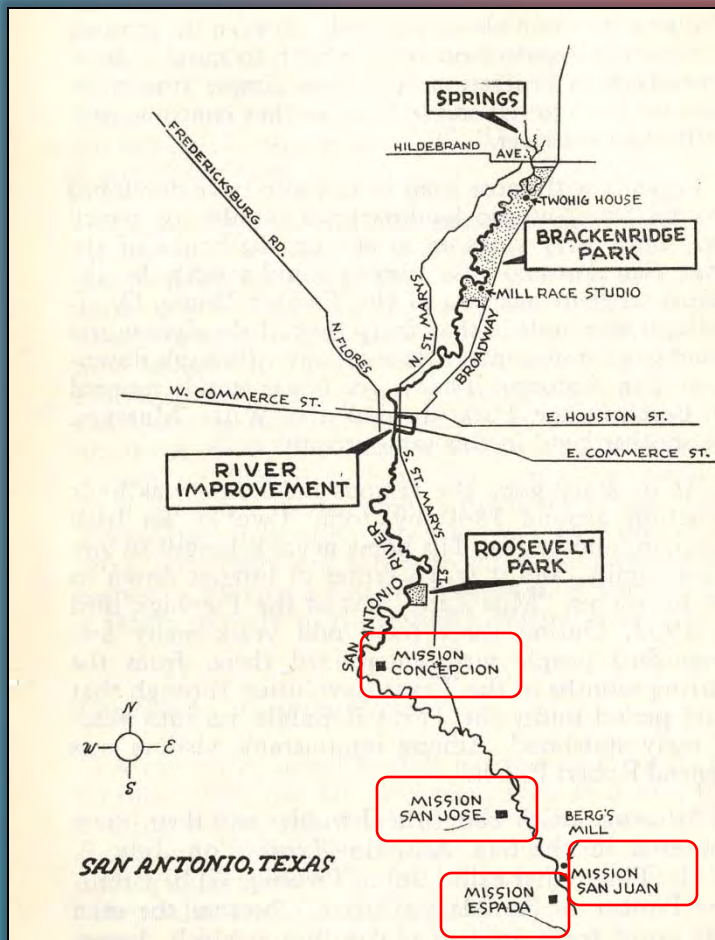 SPRINGS
HILDEBRAND AVE.
FREDERICKSBURG RD.
TWOHIG HOUSE
BRACKENRIDGE
PARK
MILL RACE STUDIO
N. ST. MARYS
BROADWAY
N. FLORES
W. COMMERCE ST.
E. HOUSTON ST.
E. COMMERCE ST.
RIVER
IMPROVEMENT
S. ST. MARYS ST.
SAN ANTONIO RIVER
ROOSEVELT
PARK
MISSION
CONCEPCION
N
W E
S
MISSION
SAN JOSE
BERG'S
MILL
SAN ANTONIO, TEXAS
MISSION
SAN JUAN
MISSION
ESPADA